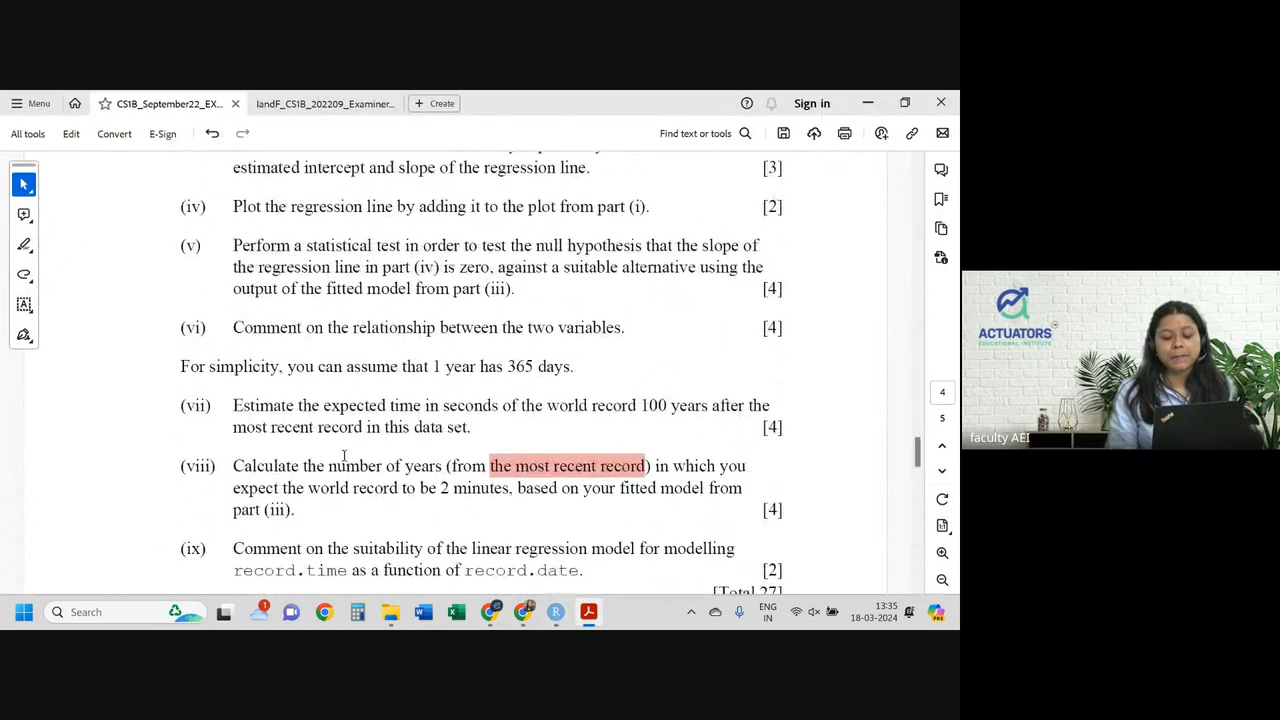 Menu
CS1B_September22_EX...
IandF_CS1B_202209_Examiner...
Create
Sign in
All tools
Edit
Convert
E-Sign
Find text or tools
estimated intercept and slope of the regression line. [3]
(iv) Plot the regression line by adding it to the plot from part (i). [2]
(v) Perform a statistical test in order to test the null hypothesis that the slope of
the regression line in part (iv) is zero, against a suitable alternative using the
output of the fitted model from part (iii). [4]
(vi) Comment on the relationship between the two variables. [4]
For simplicity, you can assume that 1 year has 365 days.
(vii) Estimate the expected time in seconds of the world record 100 years after the
most recent record in this data set. [4]
(viii) Calculate the number of years (from the most recent record) in which you
expect the world record to be 2 minutes, based on your fitted model from
part (iii). [4]
(ix) Comment on the suitability of the linear regression model for modelling
record.time as a function of record.date. [2]
[Total 27]
4
5
ACTUATORS
EDUCATIONAL INSTITUTE
faculty AEI
Search
1
ENG
IN
13:35
18-03-2024